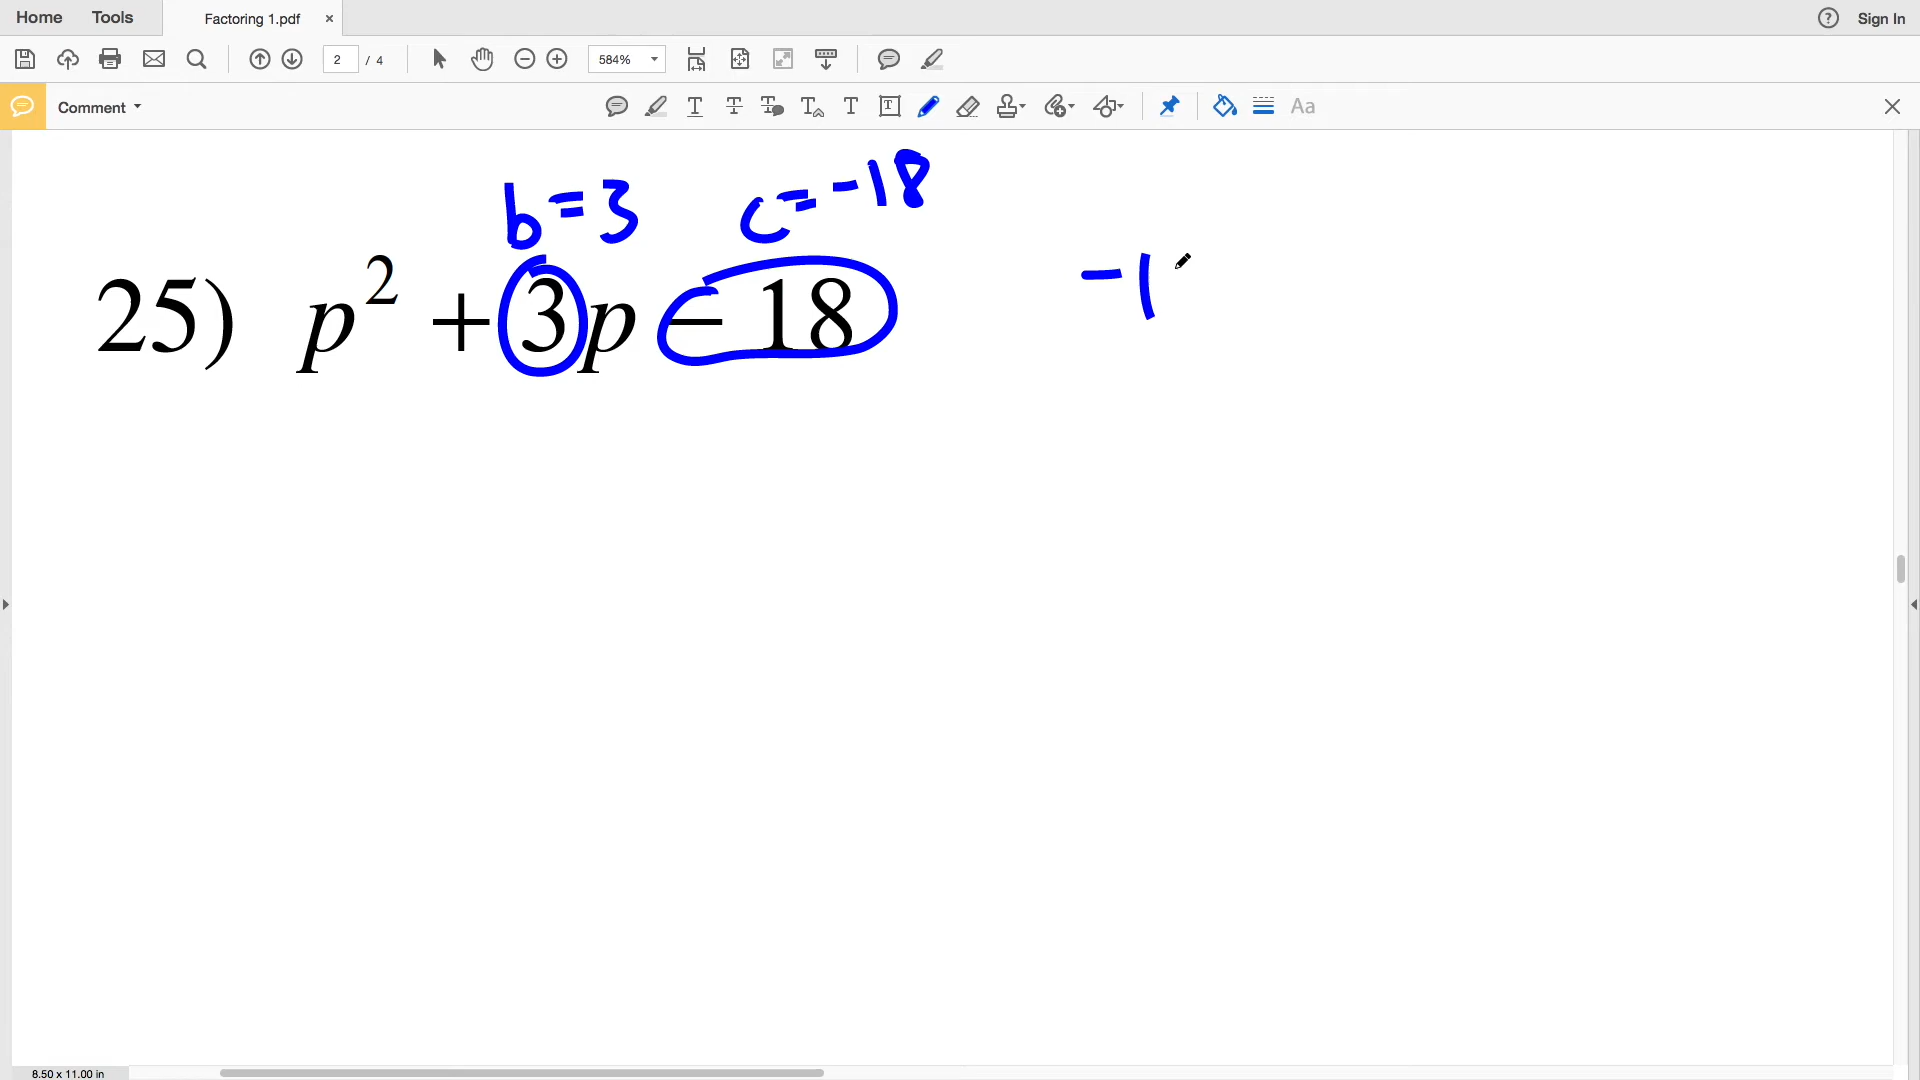 Home Tools Factoring 1.pdf × ? Sign In
2 / 4 584%
Comment Aa
b=3 c=-18
25) p² + 3p − 18 -1
8.50 x 11.00 in